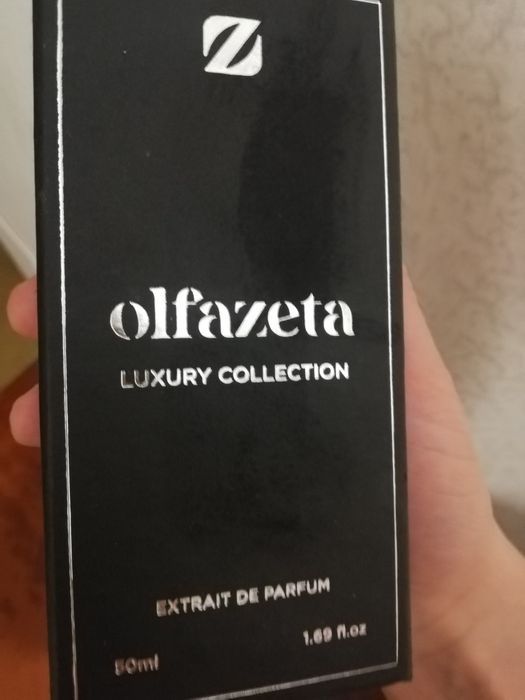 Z
olfazeta
LUXURY COLLECTION
EXTRAIT DE PARFUM
50ml
1.69 fl.oz